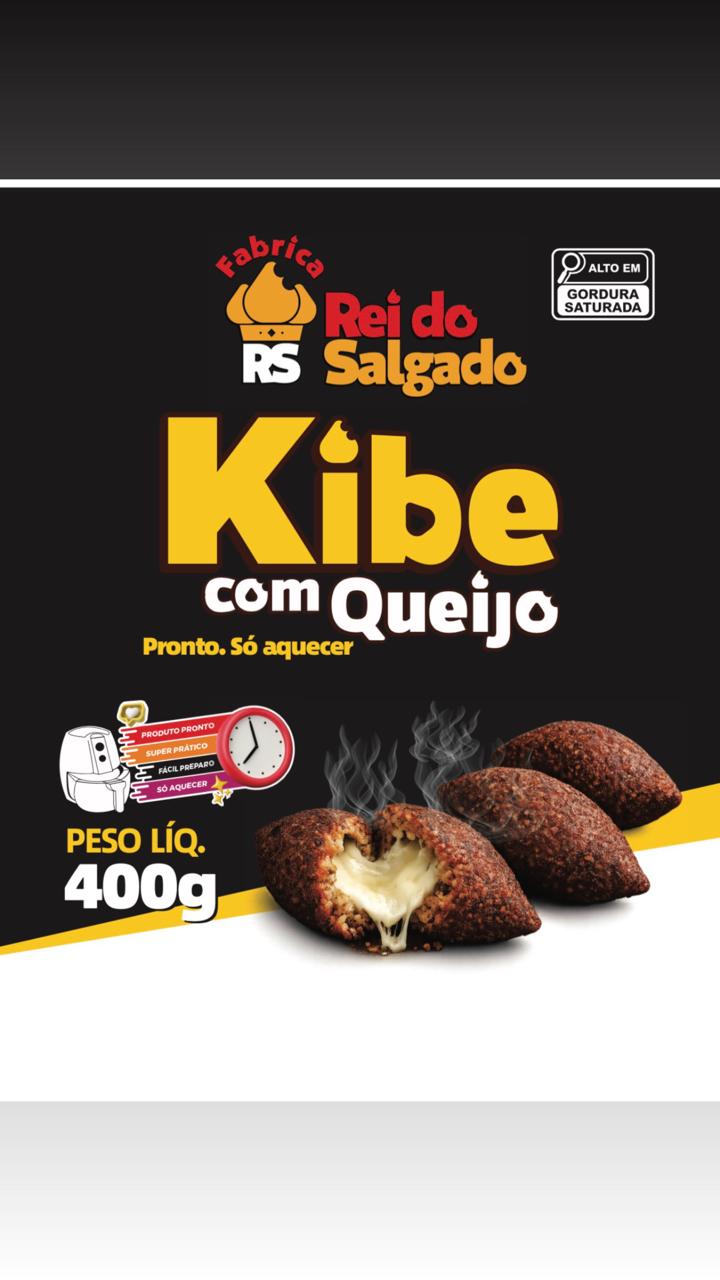 Fabrica
RS
Rei do
Salgado
ALTO EM
GORDURA
SATURADA
Kibe
com Queijo
Pronto. Só aquecer
PRODUTO PRONTO
SUPER PRÁTICO
FÁCIL PREPARO
SÓ AQUECER
PESO LÍQ.
400g